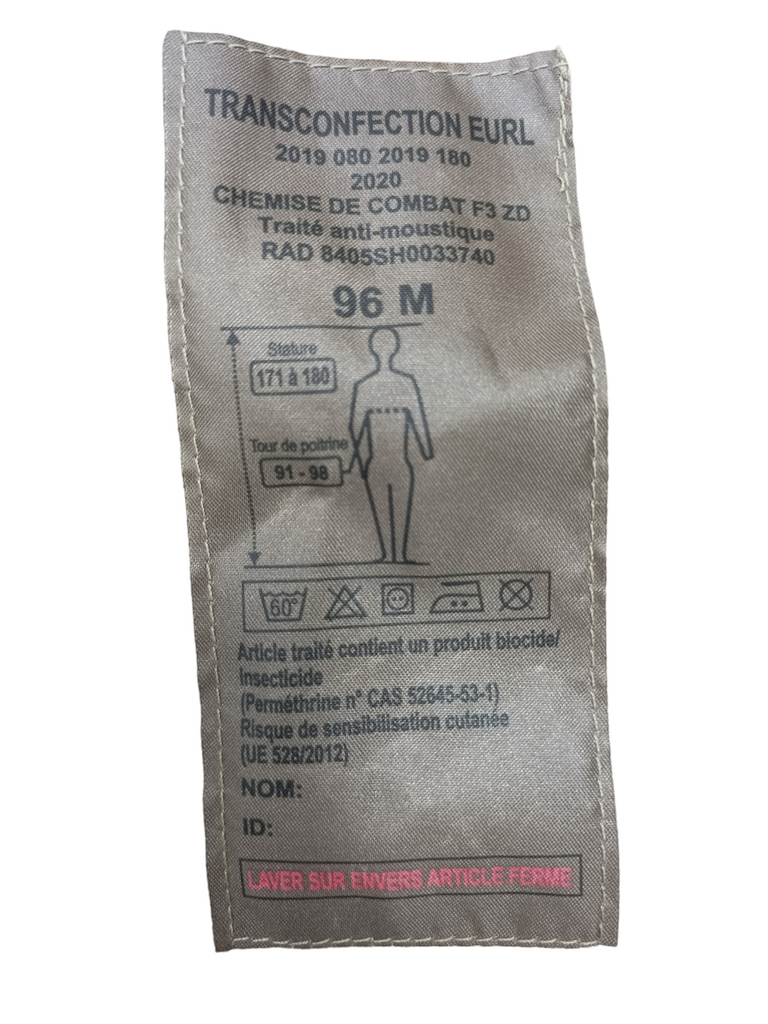 TRANSCONFECTION EURL
2019 080 2019 180
2020
CHEMISE DE COMBAT F3 ZD
Traité anti-moustique
RAD 8405SH0033740
96 M
Stature
171 à 180
Tour de poitrine
91 - 98
60°
Article traité contient un produit biocide/
Insecticide
(Perméthrine n° CAS 52645-53-1)
Risque de sensibilisation cutanée
(UE 528/2012)
NOM:
ID:
LAVER SUR ENVERS ARTICLE FERME